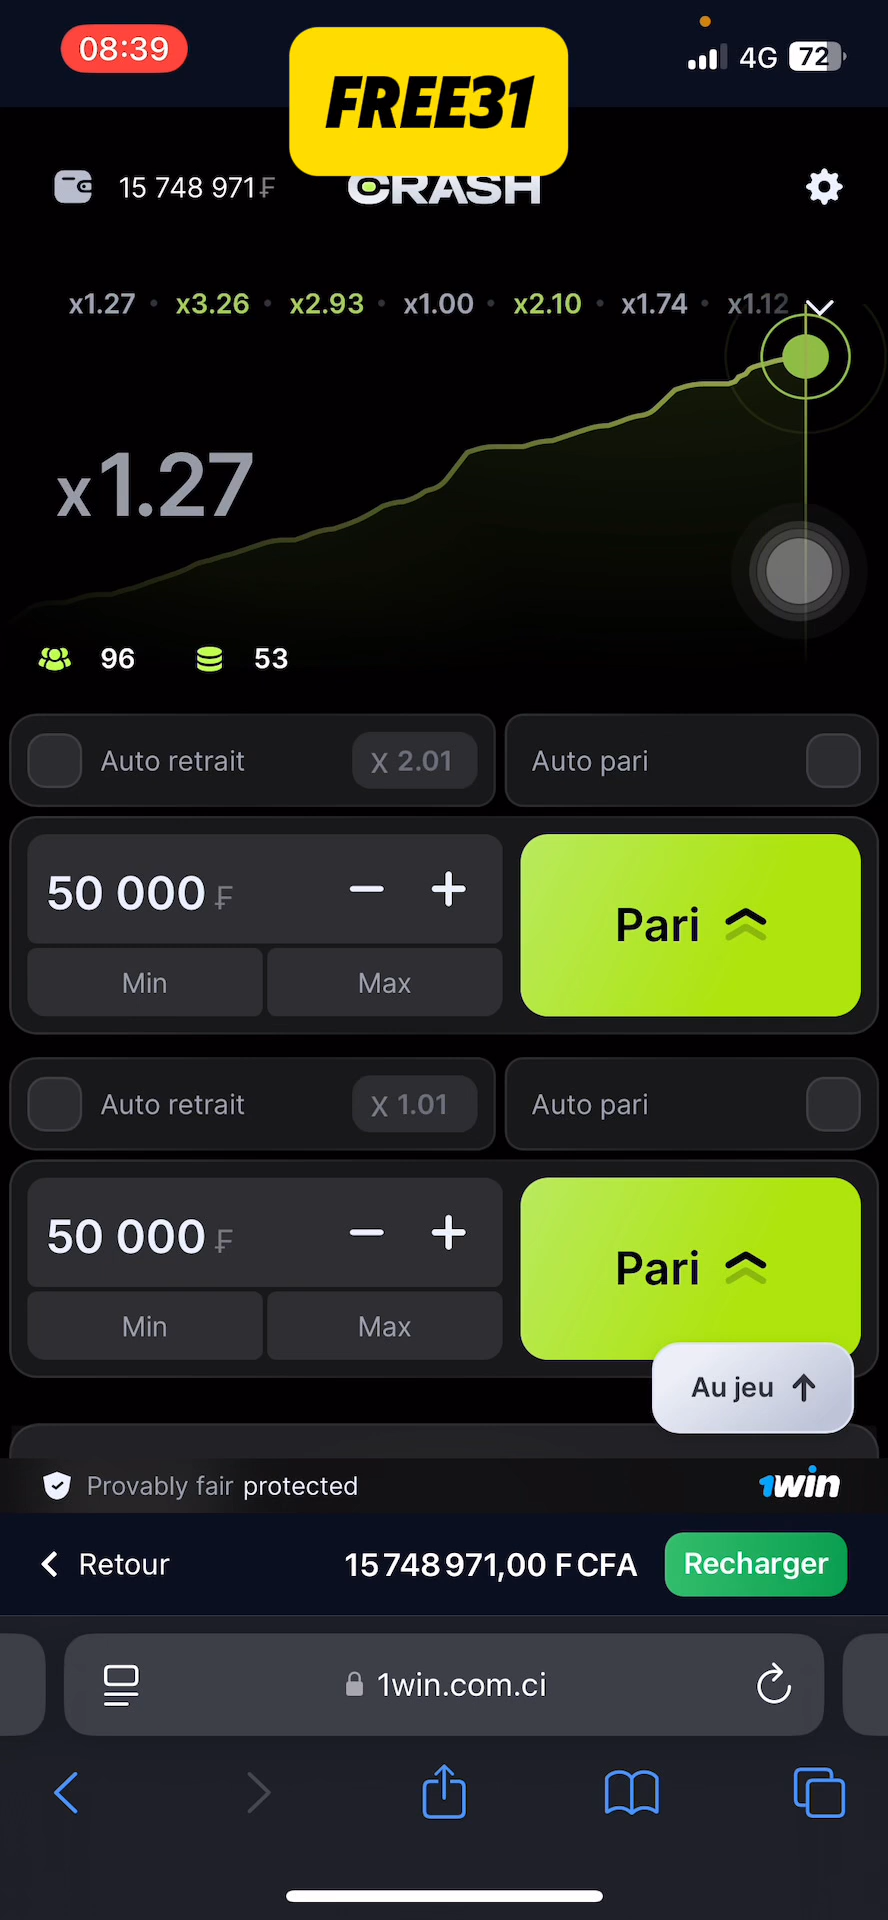 08:39
4G 72
FREE31
15 748 971 ₣
CRASH
x1.27 • x3.26 • x2.93 • x1.00 • x2.10 • x1.74 • x1.12
x1.27
96 53
Auto retrait X 2.01 Auto pari
50 000 ₣ − +
Pari
Min Max
Auto retrait X 1.01 Auto pari
50 000 ₣ − +
Pari
Min Max
Au jeu ↑
Provably fair protected 1win
Retour 15 748 971,00 F CFA Recharger
1win.com.ci